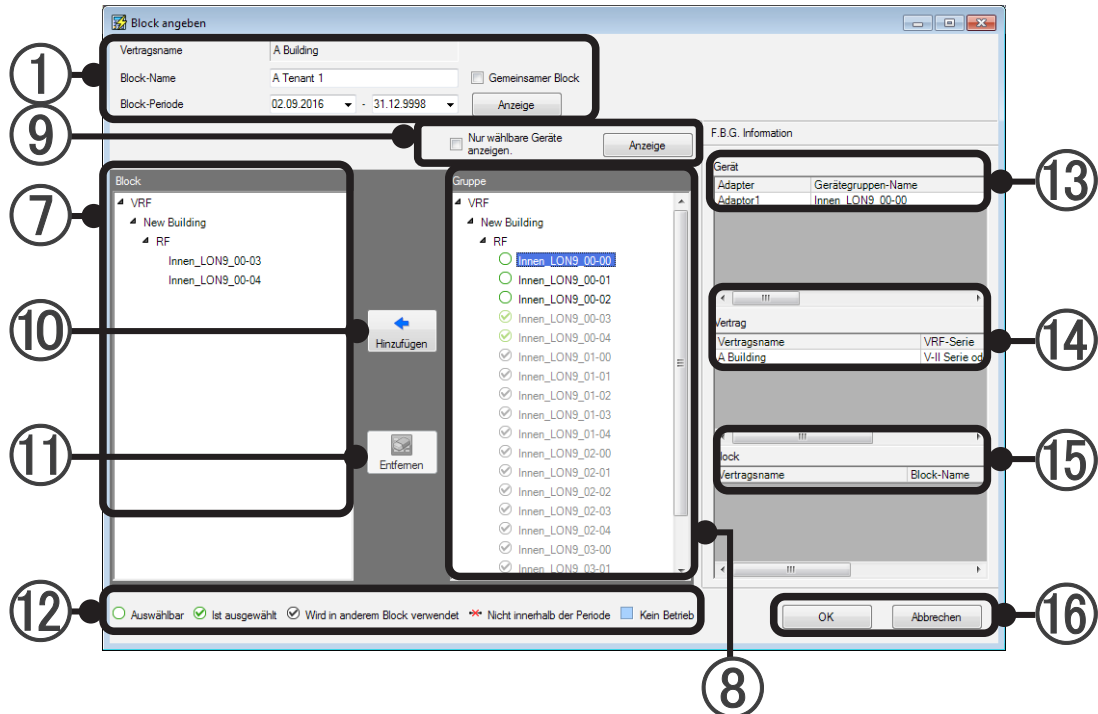 Block angeben
Vertragsname A Building
Block-Name A Tenant 1 Gemeinsamer Block
Block-Periode 02.09.2016 - 31.12.9998 Anzeige
① ⑨
Nur wählbare Geräte
anzeigen.
Anzeige
⑦
Block
VRF
New Building
RF
Innen_LON9_00-03
Innen_LON9_00-04
⑩
Hinzufügen
⑪
Entfernen
Gruppe
VRF
New Building
RF
Innen_LON9_00-00
Innen_LON9_00-01
Innen_LON9_00-02
Innen_LON9_00-03
Innen_LON9_00-04
Innen_LON9_01-00
Innen_LON9_01-01
Innen_LON9_01-02
Innen_LON9_01-03
Innen_LON9_01-04
Innen_LON9_02-00
Innen_LON9_02-01
Innen_LON9_02-02
Innen_LON9_02-03
Innen_LON9_02-04
Innen_LON9_03-00
Innen_LON9_03-01
⑧
F.B.G. Information
Gerät
Adapter Gerätegruppen-Name
Adaptor1 Innen_LON9_00-00
⑬
Vertrag
Vertragsname VRF-Serie
A Building V-II Serie od
⑭
lock
Vertragsname Block-Name
⑮
⑫
Auswählbar Ist ausgewählt Wird in anderem Block verwendet Nicht innerhalb der Periode Kein Betrieb
OK Abbrechen
⑯